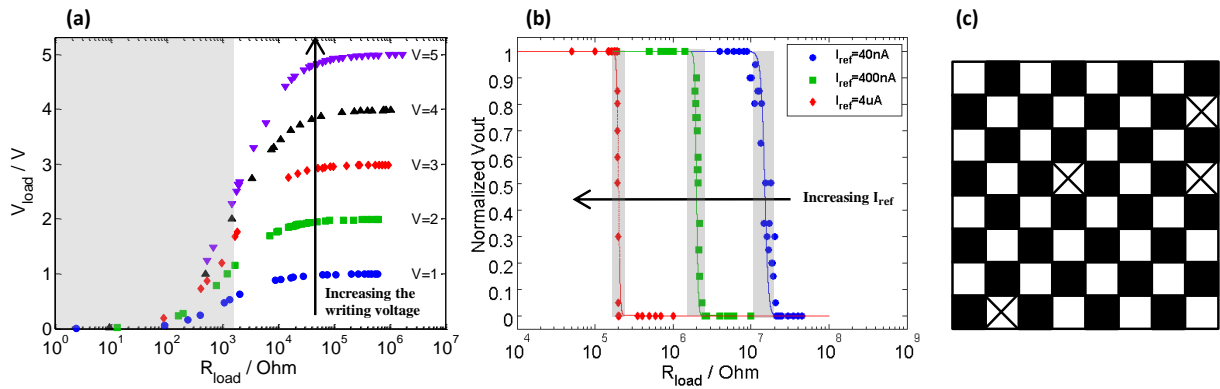 (a)
5
4
3
2
1
0
V_load / V
V=5
V=4
V=3
V=2
V=1
Increasing the
writing voltage
10^0 10^1 10^2 10^3 10^4 10^5 10^6 10^7
R_load / Ohm
(b)
1
0.9
0.8
0.7
0.6
0.5
0.4
0.3
0.2
0.1
0
Normalized Vout
I_ref=40nA
I_ref=400nA
I_ref=4uA
Increasing I_ref
10^4 10^5 10^6 10^7 10^8 10^9
R_load / Ohm
(c)